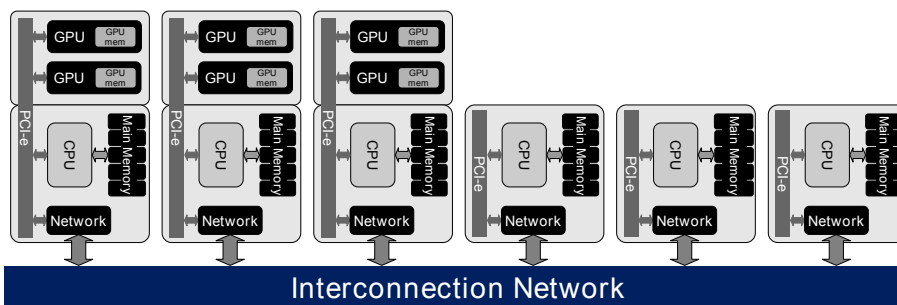 GPU
GPU
mem
GPU
GPU
mem
PCI-e
CPU
Main Memory
Network
GPU
GPU
mem
GPU
GPU
mem
PCI-e
CPU
Main Memory
Network
GPU
GPU
mem
GPU
GPU
mem
PCI-e
CPU
Main Memory
Network
PCI-e
CPU
Main Memory
Network
PCI-e
CPU
Main Memory
Network
PCI-e
CPU
Main Memory
Network
Interconnection Network